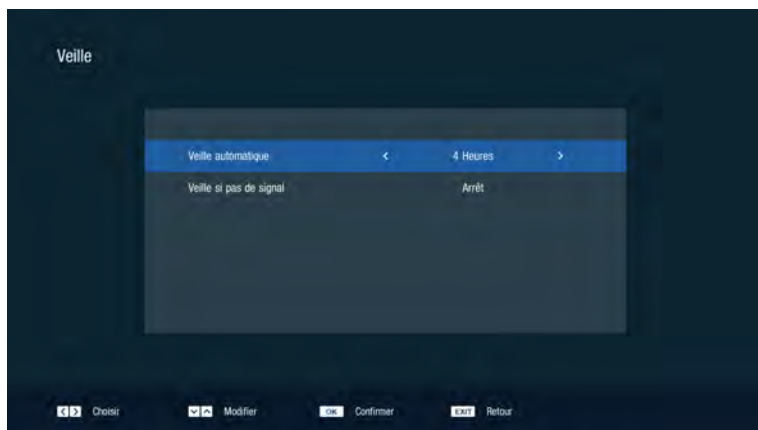 Veille
Veille automatique < 4 Heures >
Veille si pas de signal Arrêt
Choisir Modifier OK Confirmer EXIT Retour